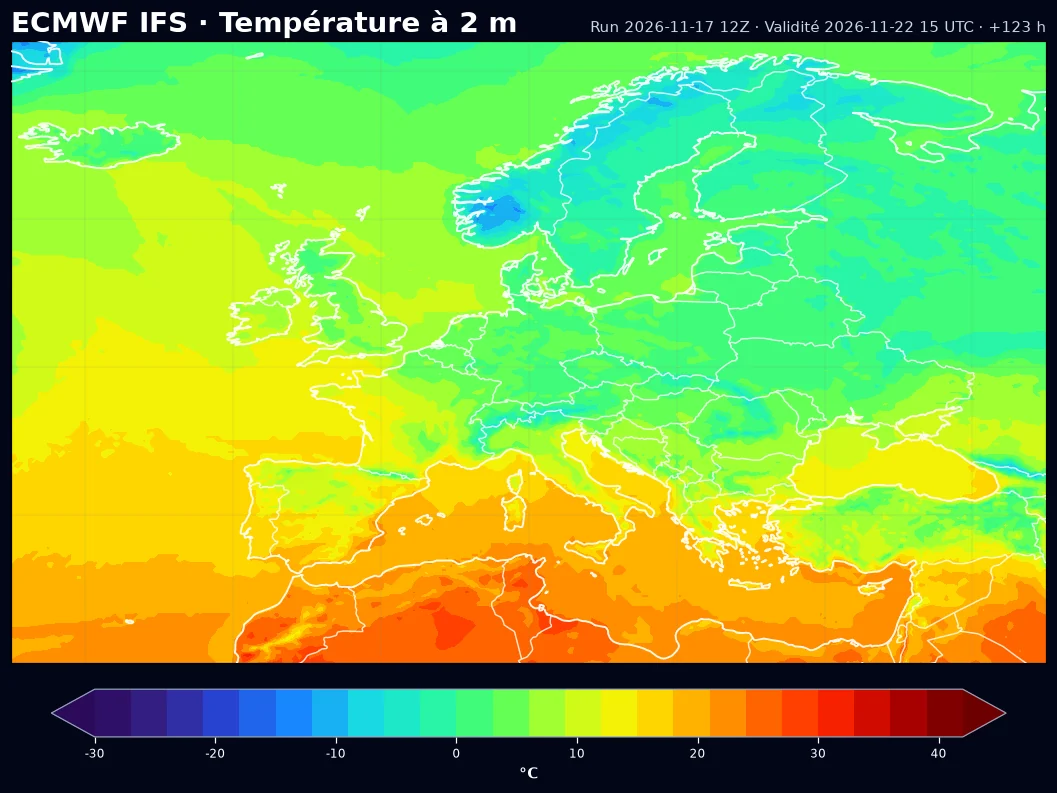 ECMWF IFS · Température à 2 m
Run 2026-11-17 12Z · Validité 2026-11-22 15 UTC · +123 h
-30 -20 -10 0 10 20 30 40
°C